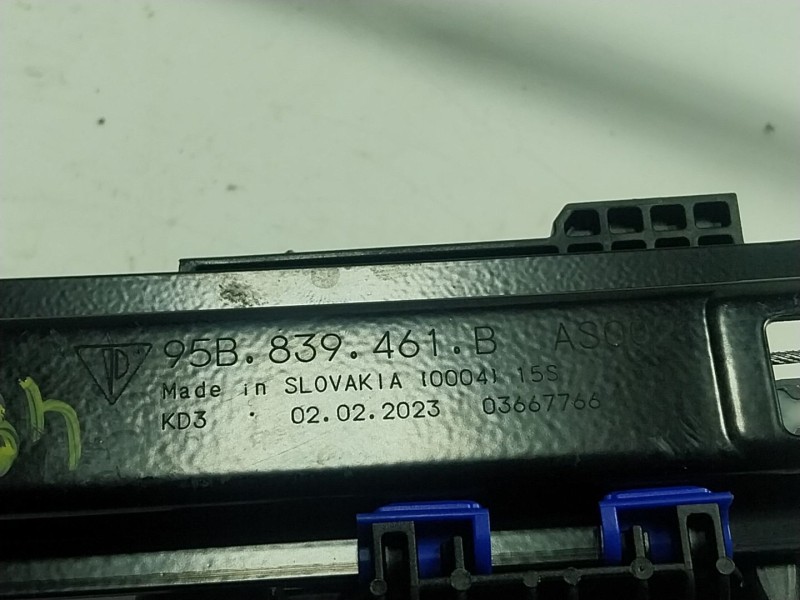 95B.839.461.B
Made in SLOVAKIA (0004) 15S
KD3 · 02.02.2023 03667766